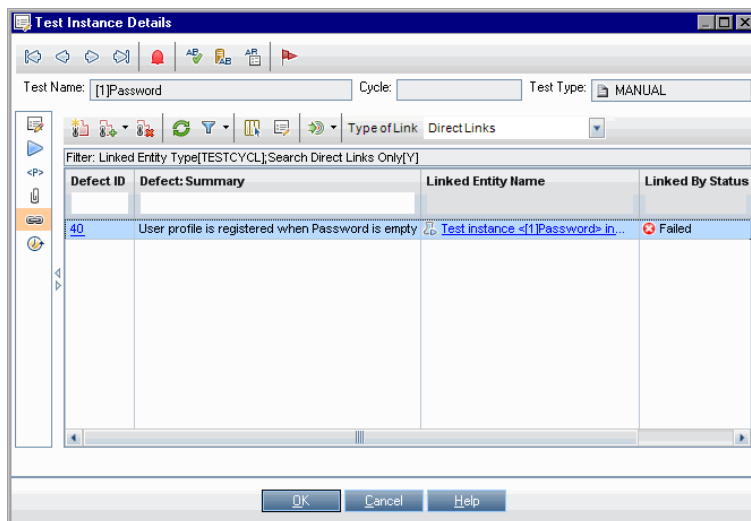 Test Instance Details
Test Name: [1]Password Cycle: Test Type: MANUAL
Type of Link Direct Links
Filter: Linked Entity Type[TESTCYCL];Search Direct Links Only[Y]
Defect ID Defect: Summary Linked Entity Name Linked By Status
40 User profile is registered when Password is empty Test instance <[1]Password> in... Failed
OK Cancel Help